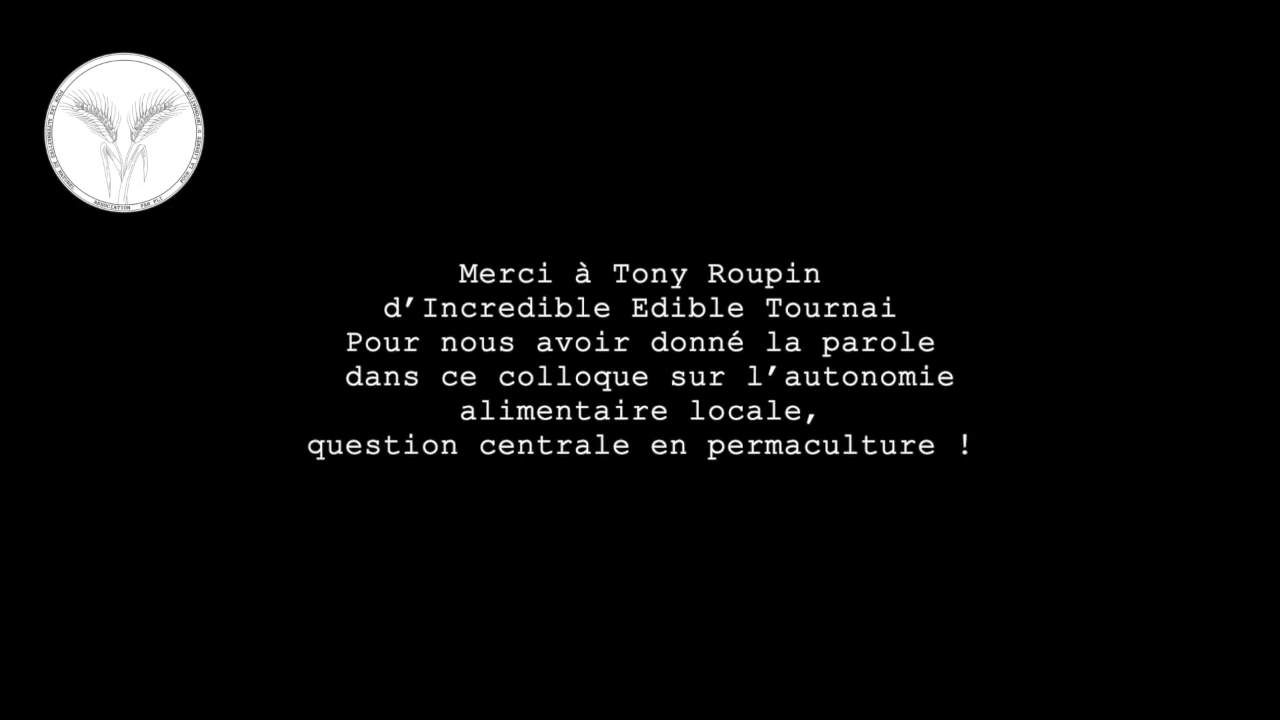 Merci à Tony Roupin
d’Incredible Edible Tournai
Pour nous avoir donné la parole
dans ce colloque sur l’autonomie
alimentaire locale,
question centrale en permaculture !
ASSOCIATION